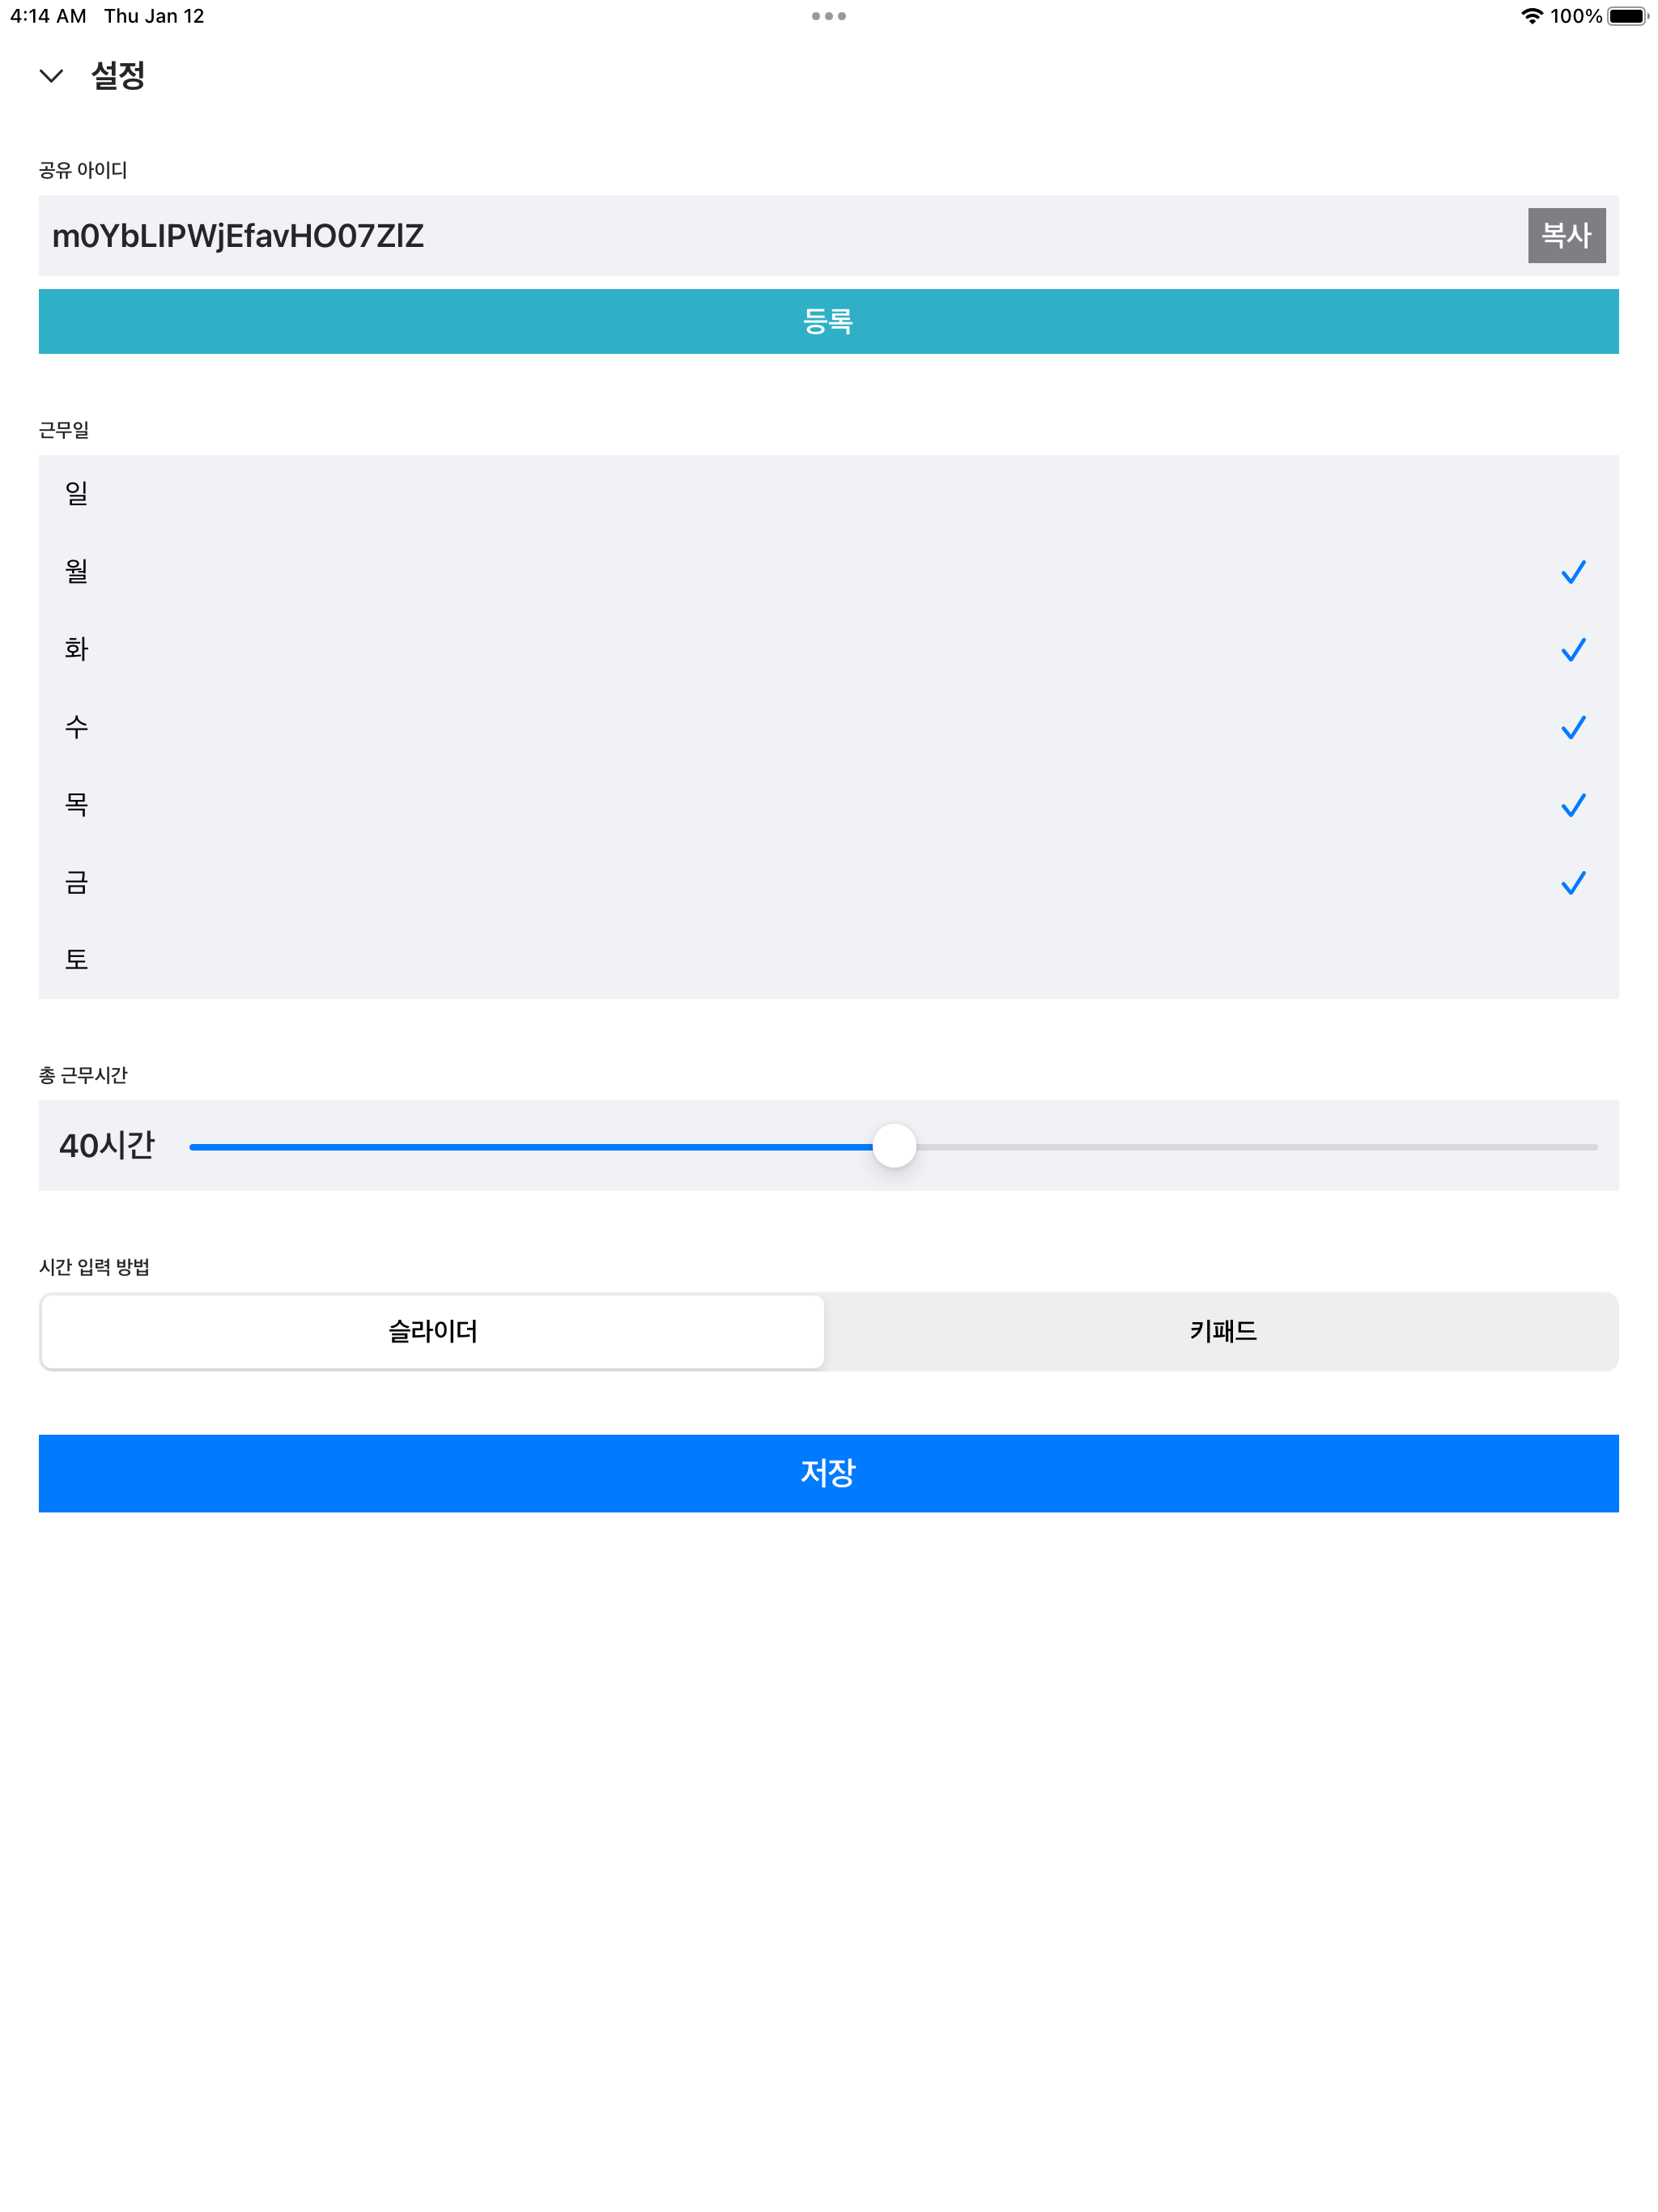 4:14 AM Thu Jan 12 100%
설정
공유 아이디
m0YbLIPWjEfavHO07ZlZ 복사
등록
근무일
일
월
화
수
목
금
토
총 근무시간
40시간
시간 입력 방법
슬라이더 키패드
저장